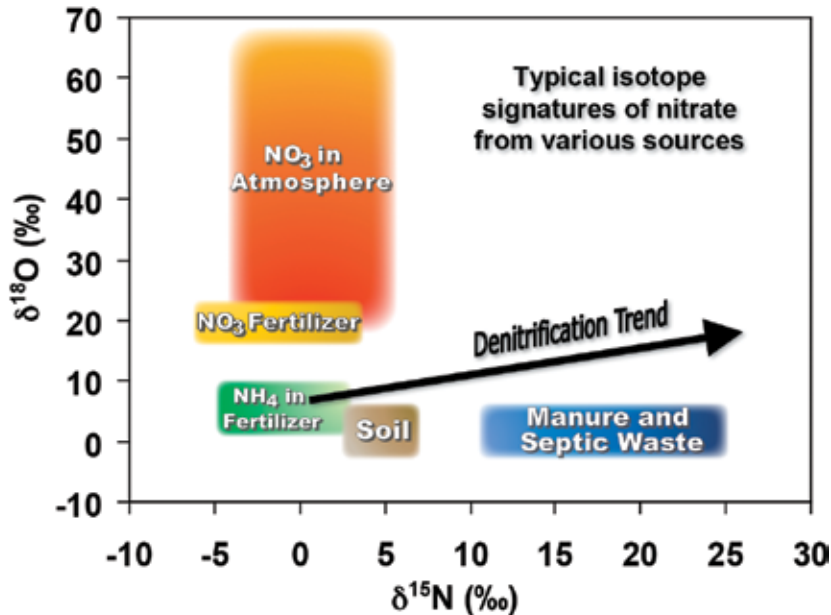 70
60
50
40
30
20
10
0
-10
δ18O (‰)
Typical isotope
signatures of nitrate
from various sources
NO3 in
Atmosphere
NO3 Fertilizer
Denitrification Trend
NH4 in
Fertilizer
Soil
Manure and
Septic Waste
-10 -5 0 5 10 15 20 25 30
δ15N (‰)